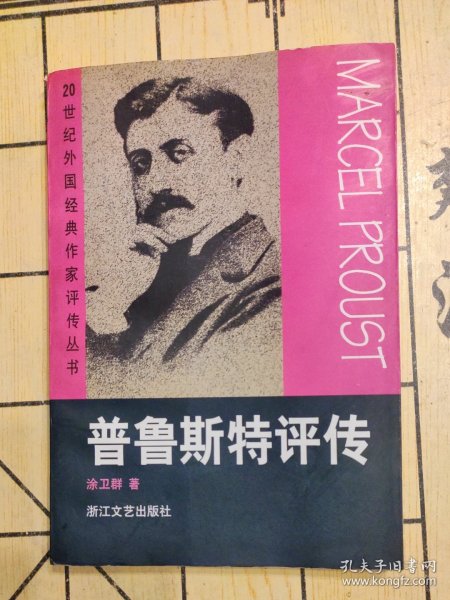 20世纪外国经典作家评传丛书
MARCEL PROUST
普鲁斯特评传
涂卫群 著
浙江文艺出版社
孔夫子旧书网
www.kongfz.com